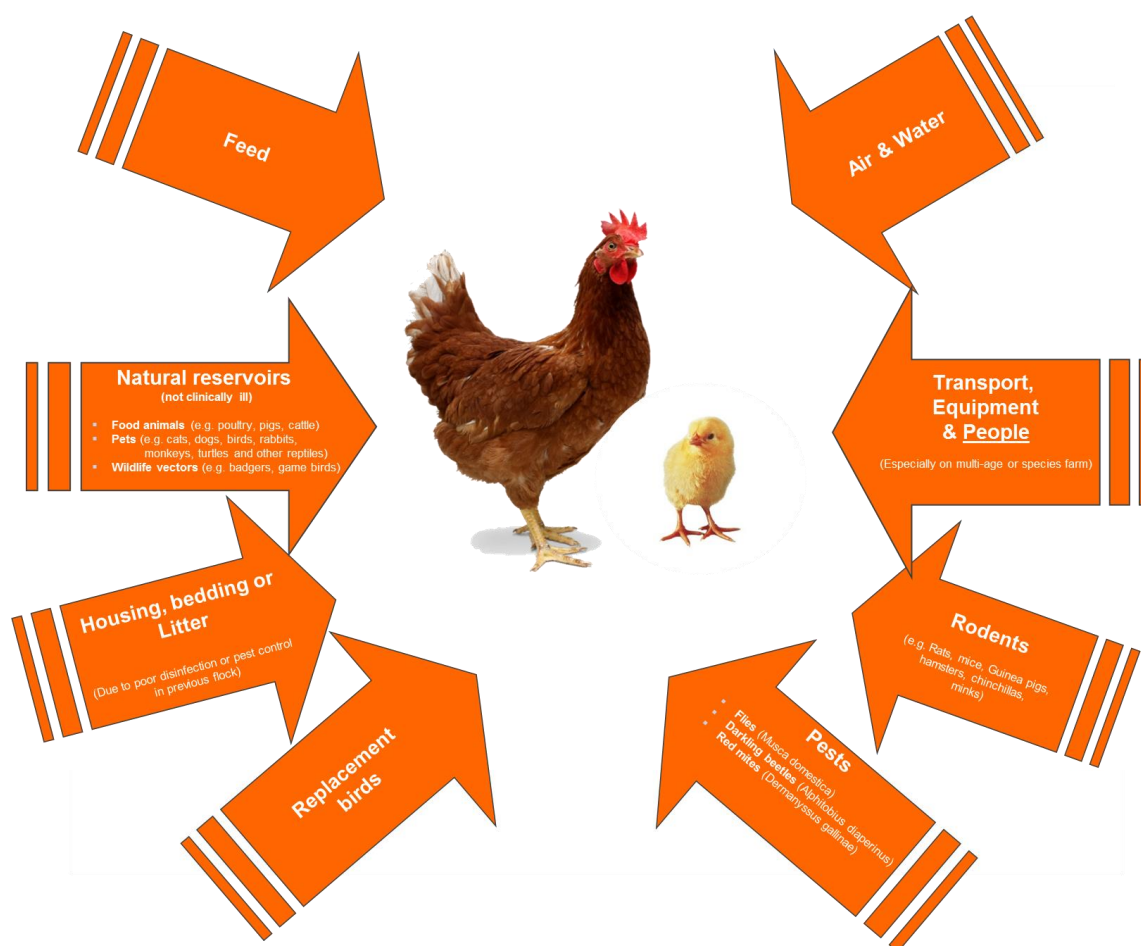 Feed
Air & Water
Natural reservoirs
(not clinically ill)
Food animals (e.g. poultry, pigs, cattle)
Pets (e.g. cats, dogs, birds, rabbits,
monkeys, turtles and other reptiles)
Wildlife vectors (e.g. badgers, game birds)
Transport,
Equipment
& People
(Especially on multi-age or species farm)
Housing, bedding or
Litter
(Due to poor disinfection or pest control
in previous flock)
Rodents
(e.g. Rats, mice, Guinea pigs,
hamsters, chinchillas,
minks)
Replacement
birds
Pests
Flies (Musca domestica)
Darkling beetles (Alphitobius diaperinus)
Red mites (Dermanyssus gallinae)